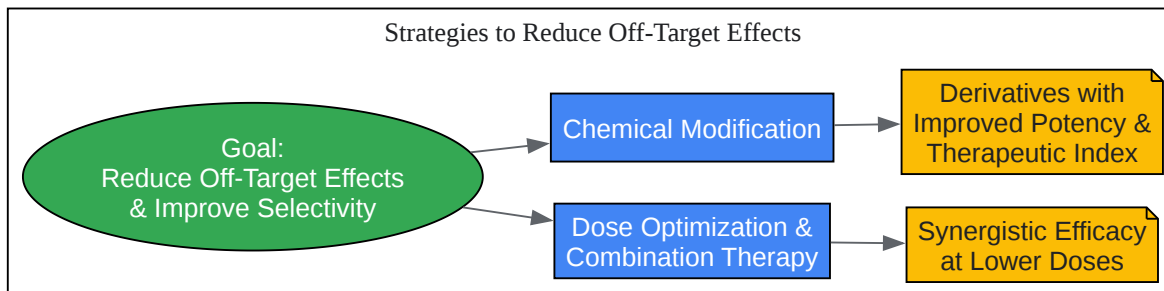 Strategies to Reduce Off-Target Effects
Goal:
Reduce Off-Target Effects
& Improve Selectivity
Chemical Modification
Derivatives with
Improved Potency &
Therapeutic Index
Dose Optimization &
Combination Therapy
Synergistic Efficacy
at Lower Doses